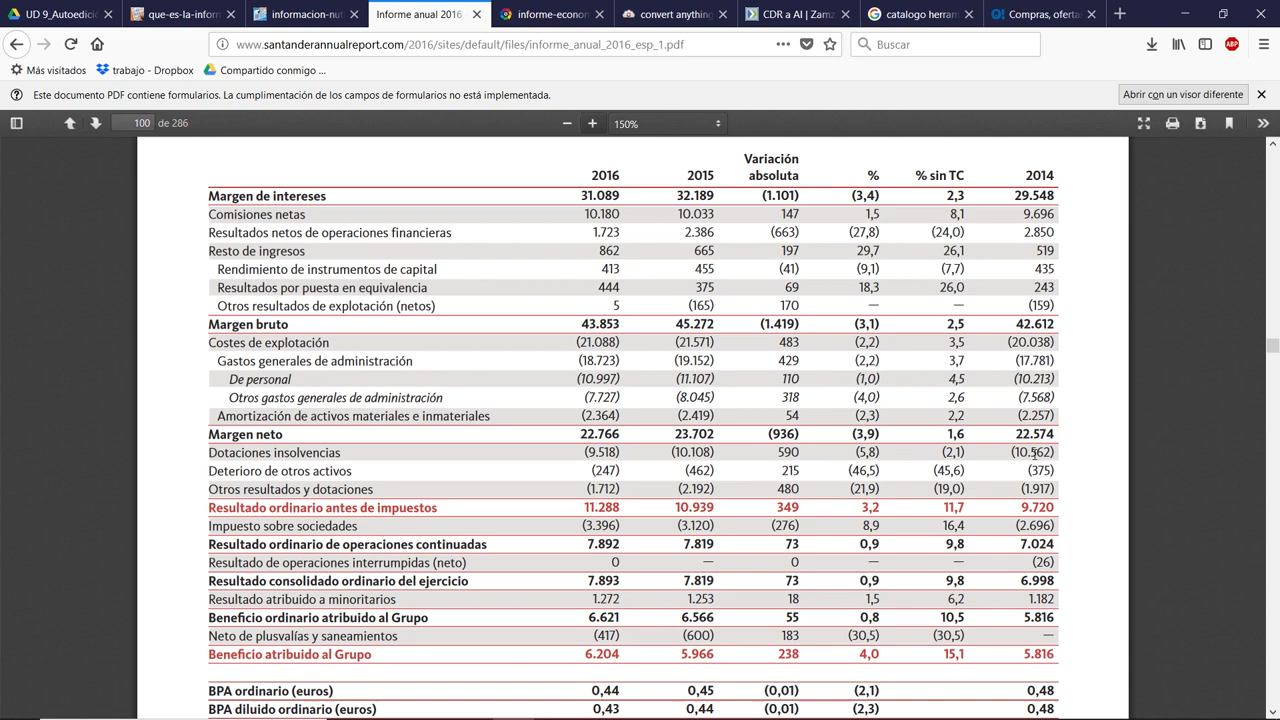 UD 9_Autoedició
que-es-la-inform
informacion-nutr
Informe anual 2016
informe-econom
convert anything
CDR a AI | Zamz
catalogo herram
Compras, oferta
www.santanderannualreport.com/2016/sites/default/files/informe_anual_2016_esp_1.pdf
Buscar
ABP
Más visitados
trabajo - Dropbox
Compartido conmigo ...
Este documento PDF contiene formularios. La cumplimentación de los campos de formularios no está implementada.
Abrir con un visor diferente
100 de 286
150%
Variación
2016 2015 absoluta % % sin TC 2014
Margen de intereses 31.089 32.189 (1.101) (3,4) 2,3 29.548
Comisiones netas 10.180 10.033 147 1,5 8,1 9.696
Resultados netos de operaciones financieras 1.723 2.386 (663) (27,8) (24,0) 2.850
Resto de ingresos 862 665 197 29,7 26,1 519
Rendimiento de instrumentos de capital 413 455 (41) (9,1) (7,7) 435
Resultados por puesta en equivalencia 444 375 69 18,3 26,0 243
Otros resultados de explotación (netos) 5 (165) 170 — — (159)
Margen bruto 43.853 45.272 (1.419) (3,1) 2,5 42.612
Costes de explotación (21.088) (21.571) 483 (2,2) 3,5 (20.038)
Gastos generales de administración (18.723) (19.152) 429 (2,2) 3,7 (17.781)
De personal (10.997) (11.107) 110 (1,0) 4,5 (10.213)
Otros gastos generales de administración (7.727) (8.045) 318 (4,0) 2,6 (7.568)
Amortización de activos materiales e inmateriales (2.364) (2.419) 54 (2,3) 2,2 (2.257)
Margen neto 22.766 23.702 (936) (3,9) 1,6 22.574
Dotaciones insolvencias (9.518) (10.108) 590 (5,8) (2,1) (10.562)
Deterioro de otros activos (247) (462) 215 (46,5) (45,6) (375)
Otros resultados y dotaciones (1.712) (2.192) 480 (21,9) (19,0) (1.917)
Resultado ordinario antes de impuestos 11.288 10.939 349 3,2 11,7 9.720
Impuesto sobre sociedades (3.396) (3.120) (276) 8,9 16,4 (2.696)
Resultado ordinario de operaciones continuadas 7.892 7.819 73 0,9 9,8 7.024
Resultado de operaciones interrumpidas (neto) 0 — 0 — — (26)
Resultado consolidado ordinario del ejercicio 7.893 7.819 73 0,9 9,8 6.998
Resultado atribuido a minoritarios 1.272 1.253 18 1,5 6,2 1.182
Beneficio ordinario atribuido al Grupo 6.621 6.566 55 0,8 10,5 5.816
Neto de plusvalías y saneamientos (417) (600) 183 (30,5) (30,5) —
Beneficio atribuido al Grupo 6.204 5.966 238 4,0 15,1 5.816
BPA ordinario (euros) 0,44 0,45 (0,01) (2,1) 0,48
BPA diluido ordinario (euros) 0,43 0,44 (0,01) (2,3) 0,48